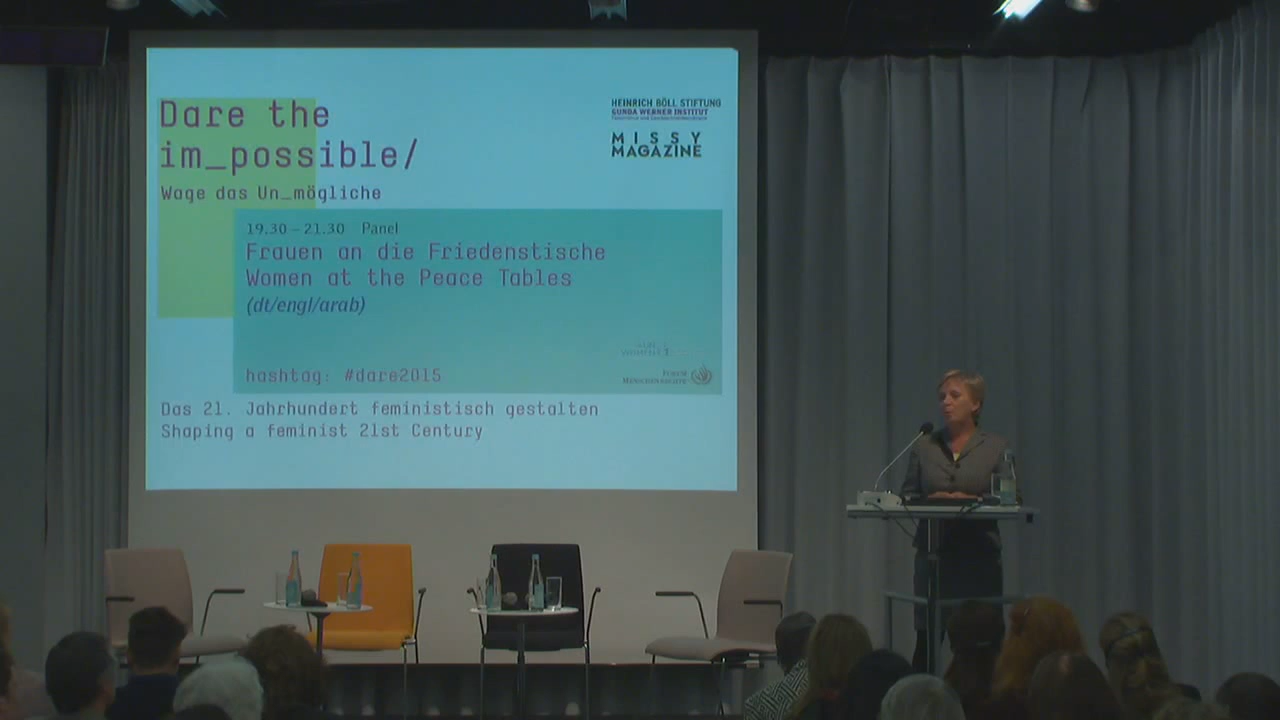 Dare the
im_possible/
Wage das Un_mögliche
HEINRICH BÖLL STIFTUNG
GUNDA WERNER INSTITUT
MISSY
MAGAZINE
19.30 – 21.30 Panel
Frauen an die Friedenstische
Women at the Peace Tables
(dt/engl/arab)
hashtag: #dare2015
FORUM
MENSCHENRECHTE
Das 21. Jahrhundert feministisch gestalten
Shaping a feminist 21st Century